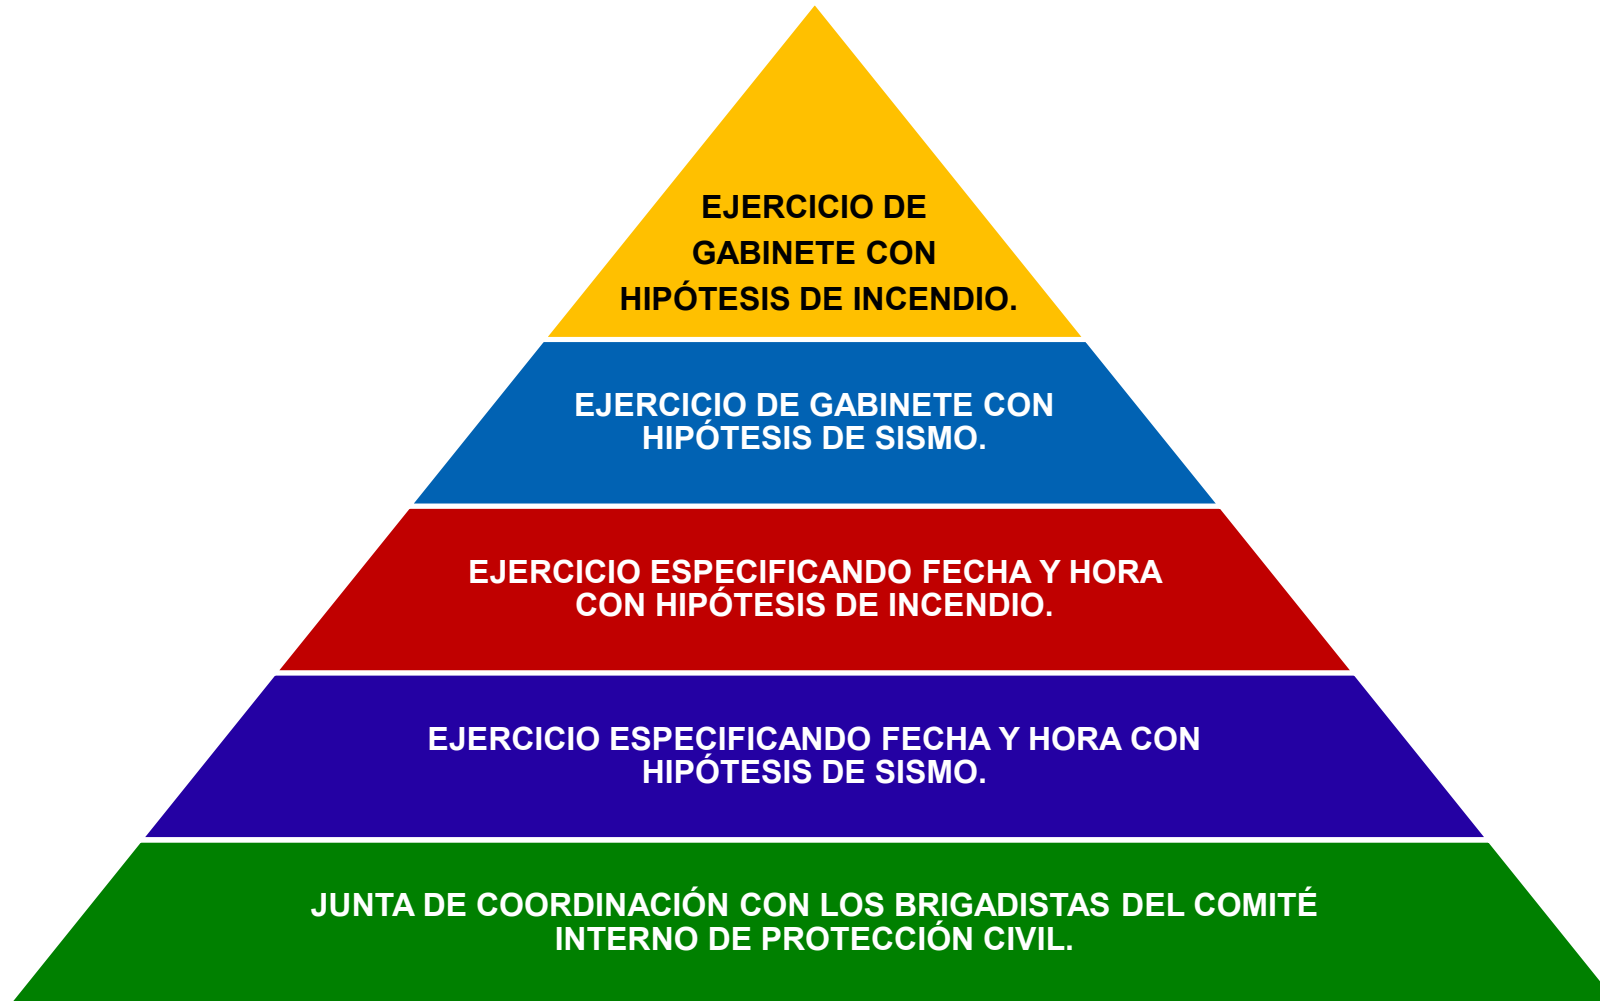 EJERCICIO DE
GABINETE CON
HIPÓTESIS DE INCENDIO.
EJERCICIO DE GABINETE CON
HIPÓTESIS DE SISMO.
EJERCICIO ESPECIFICANDO FECHA Y HORA
CON HIPÓTESIS DE INCENDIO.
EJERCICIO ESPECIFICANDO FECHA Y HORA CON
HIPÓTESIS DE SISMO.
JUNTA DE COORDINACIÓN CON LOS BRIGADISTAS DEL COMITÉ
INTERNO DE PROTECCIÓN CIVIL.